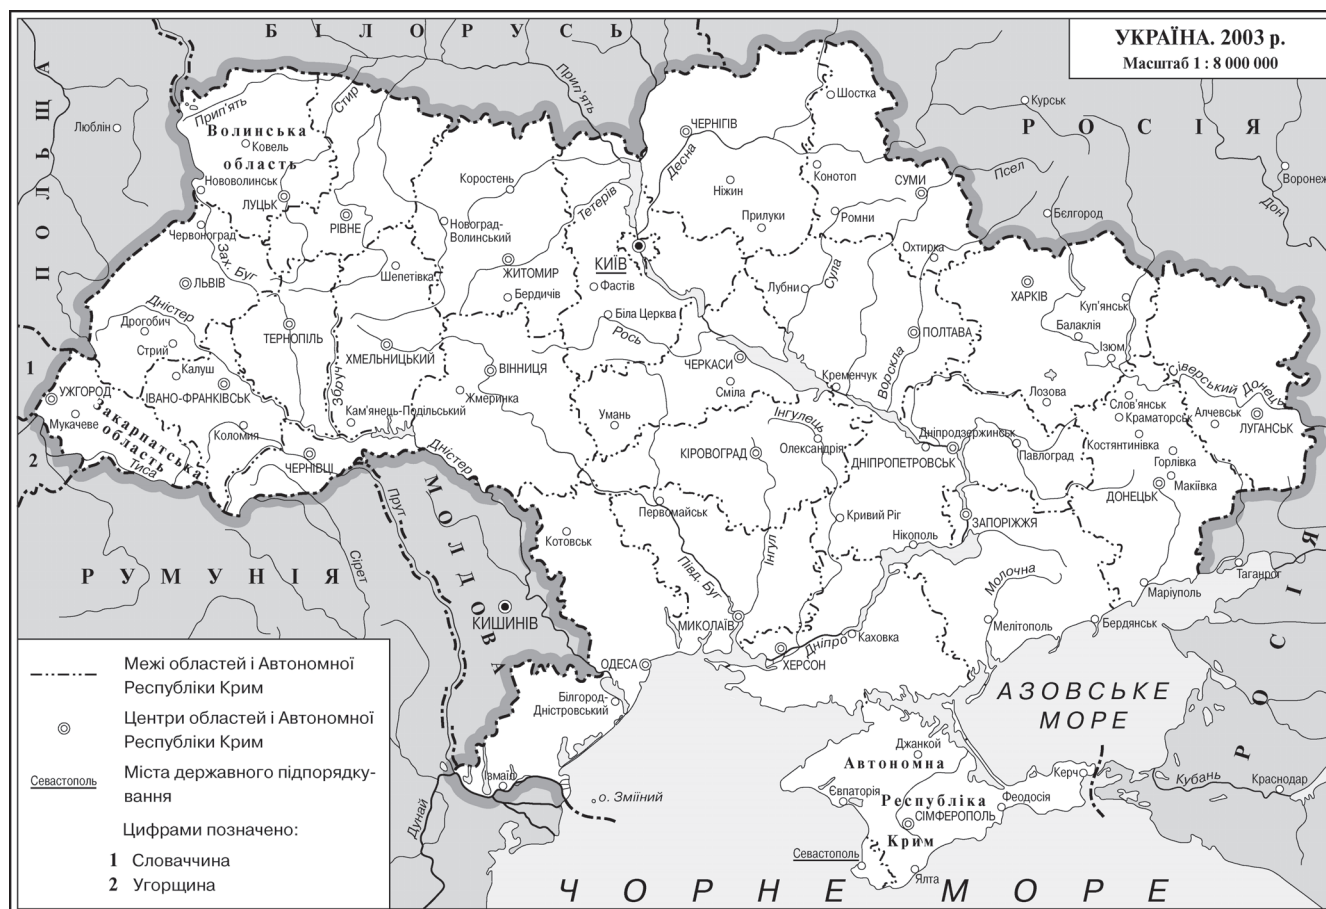 УКРАЇНА. 2003 р.
Масштаб 1 : 8 000 000
БІЛОРУСЬ
ПОЛЬЩА
РОСІЯ
Прип'ять
Стир
Прип'ять
Шостка
Курськ
Люблін
Волинська
область
Ковель
ЧЕРНІГІВ
Десна
Воронеж
Дон
Псел
Нововолинськ
ЛУЦЬК
РІВНЕ
Коростень
Тетерів
Ніжин
Конотоп
СУМИ
Прилуки
Ромни
Бєлгород
Червоноград
Новоград-
Волинський
Охтирка
Зах. Буг
Шепетівка
ЖИТОМИР
КИЇВ
Фастів
Сула
ЛЬВІВ
Бердичів
Лубни
ХАРКІВ
Куп'янськ
Дністер
Дрогобич
Біла Церква
Рось
Балаклія
Стрий
ТЕРНОПІЛЬ
ХМЕЛЬНИЦЬКИЙ
ПОЛТАВА
Ворскла
Ізюм
1
Калуш
Збруч
ВІННИЦЯ
ЧЕРКАСИ
Сміла
Кременчук
Сіверський Донець
УЖГОРОД
ІВАНО-ФРАНКІВСЬК
Жмеринка
Лозова
Слов'янськ
Алчевськ
Мукачеве
Закарпатська
область
Кам'янець-Подільський
Умань
Інгулець
Краматорськ
ЛУГАНСЬК
Коломия
Олександрія
Дніпродзержинськ
Костянтинівка
2
Тиса
ЧЕРНІВЦІ
Дністер
КІРОВОГРАД
ДНІПРОПЕТРОВСЬК
Павлоград
Горлівка
Макіївка
ДОНЕЦЬК
Прут
МОЛДОВА
Первомайськ
Кривий Ріг
ЗАПОРІЖЖЯ
Котовськ
Інгул
Нікополь
РУМУНІЯ
Сірет
Півд. Буг
Молочна
Таганрог
Маріуполь
КИШИНІВ
МИКОЛАЇВ
Мелітополь
Бердянськ
Дніпро
Каховка
ОДЕСА
ХЕРСОН
РОСІЯ
АЗОВСЬКЕ
МОРЕ
Білгород-
Дністровський
Джанкой
Автономна
Керч
Кубань
Краснодар
Ізмаїл
о. Зміїний
Євпаторія
Республіка
Феодосія
СІМФЕРОПОЛЬ
Дунай
Крим
Севастополь
Ялта
ЧОРНЕ МОРЕ
Межі областей і Автономної
Республіки Крим
Центри областей і Автономної
Республіки Крим
Севастополь
Міста державного підпорядку-
вання
Цифрами позначено:
1 Словаччина
2 Угорщина